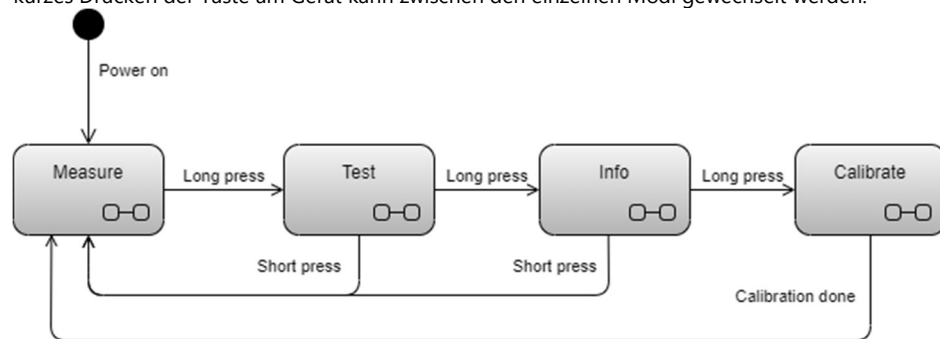 kurzes Drücken der Taste am Gerät kann zwischen den einzelnen Modi gewechselt werden.
Power on
Measure
Long press
Test
Long press
Info
Long press
Calibrate
Short press
Short press
Calibration done